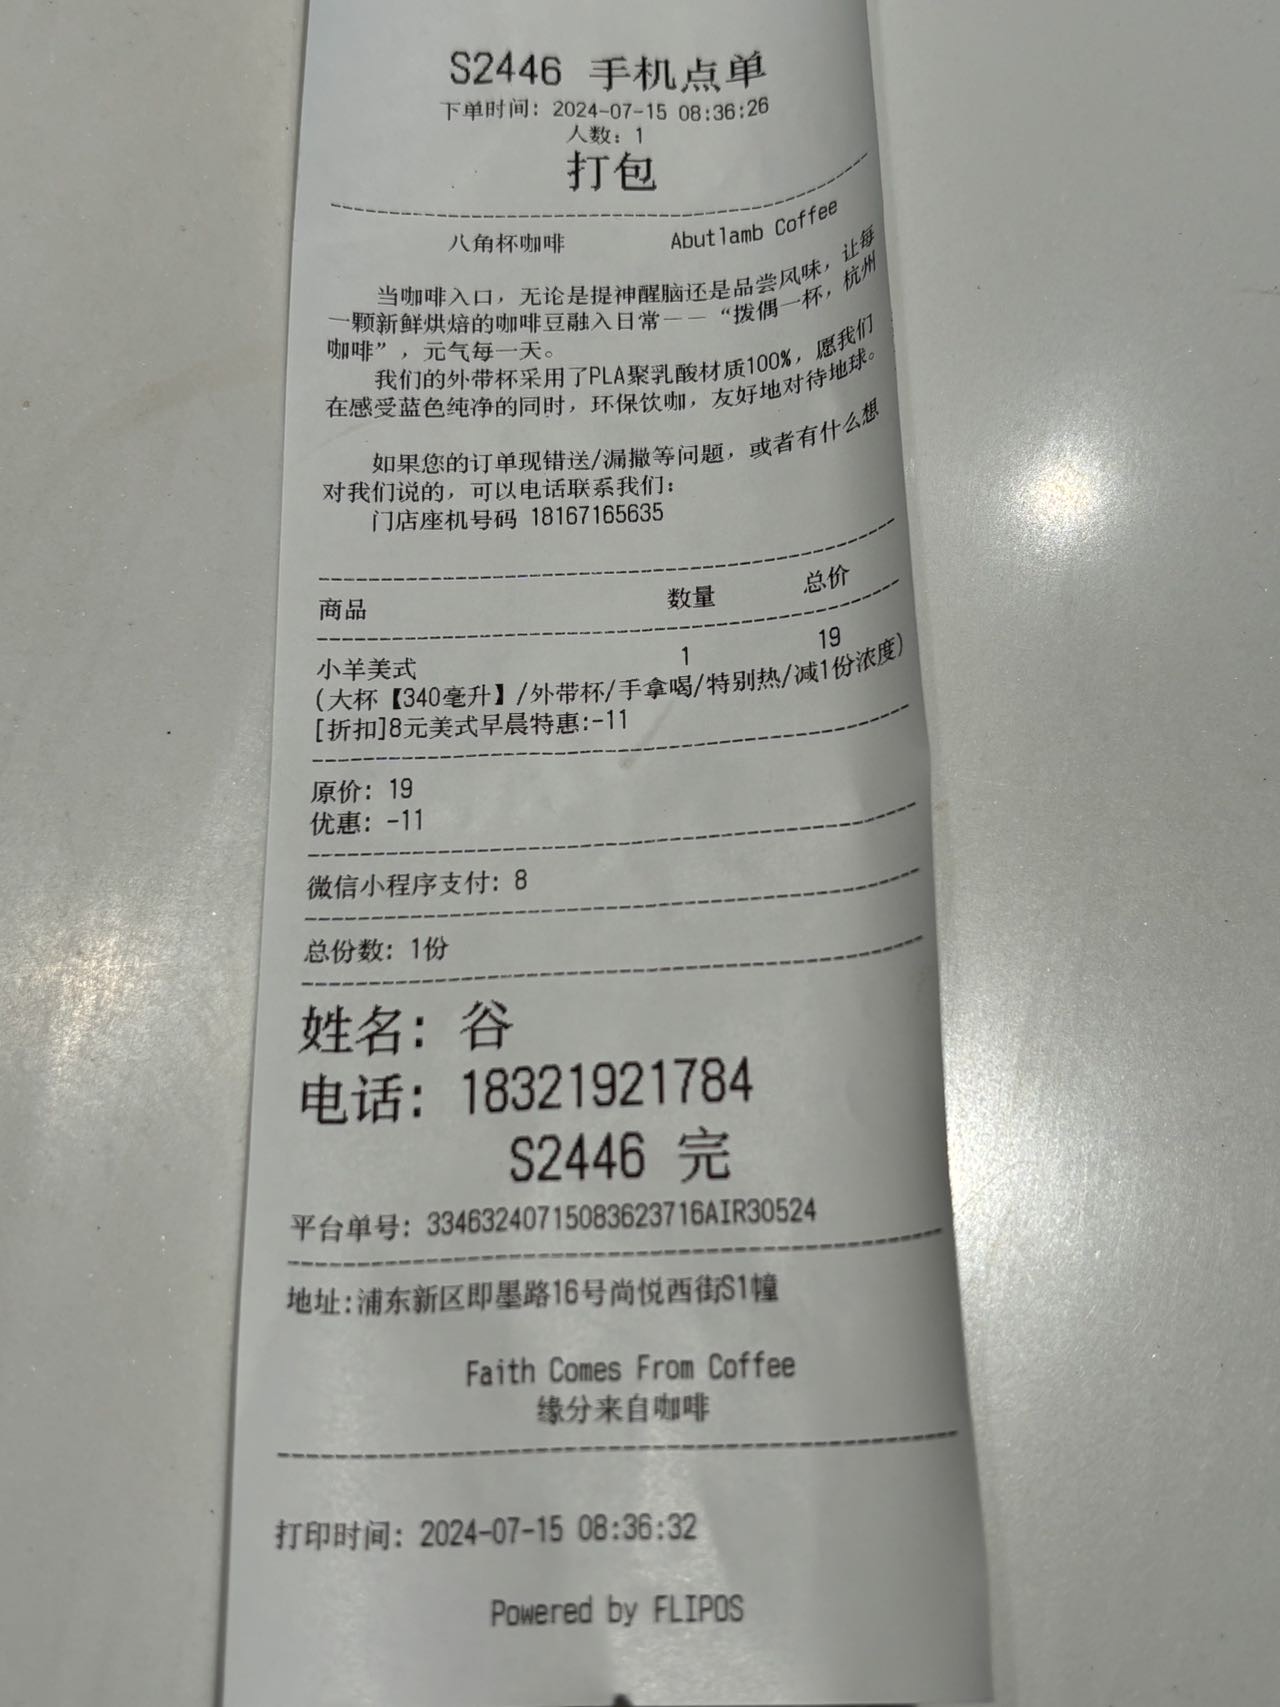 S2446 手机点单
下单时间: 2024-07-15 08:36:26
人数: 1
打包
八角杯咖啡 Abutlamb Coffee
当咖啡入口，无论是提神醒脑还是品尝风味，让每
一颗新鲜烘焙的咖啡豆融入日常——“拨偶一杯，杭州
咖啡”，元气每一天。
我们的外带杯采用了PLA聚乳酸材质100%，愿我们
在感受蓝色纯净的同时，环保饮咖，友好地对待地球。
如果您的订单现错送/漏撒等问题，或者有什么想
对我们说的，可以电话联系我们：
门店座机号码 18167165635
商品 数量 总价
小羊美式 1 19
(大杯【340毫升】/外带杯/手拿喝/特别热/减1份浓度)
[折扣]8元美式早晨特惠:-11
原价: 19
优惠: -11
微信小程序支付: 8
总份数: 1份
姓名: 谷
电话: 18321921784
S2446 完
平台单号: 33463240715083623716AIR30524
地址:浦东新区即墨路16号尚悦西街S1幢
Faith Comes From Coffee
缘分来自咖啡
打印时间: 2024-07-15 08:36:32
Powered by FLIPOS